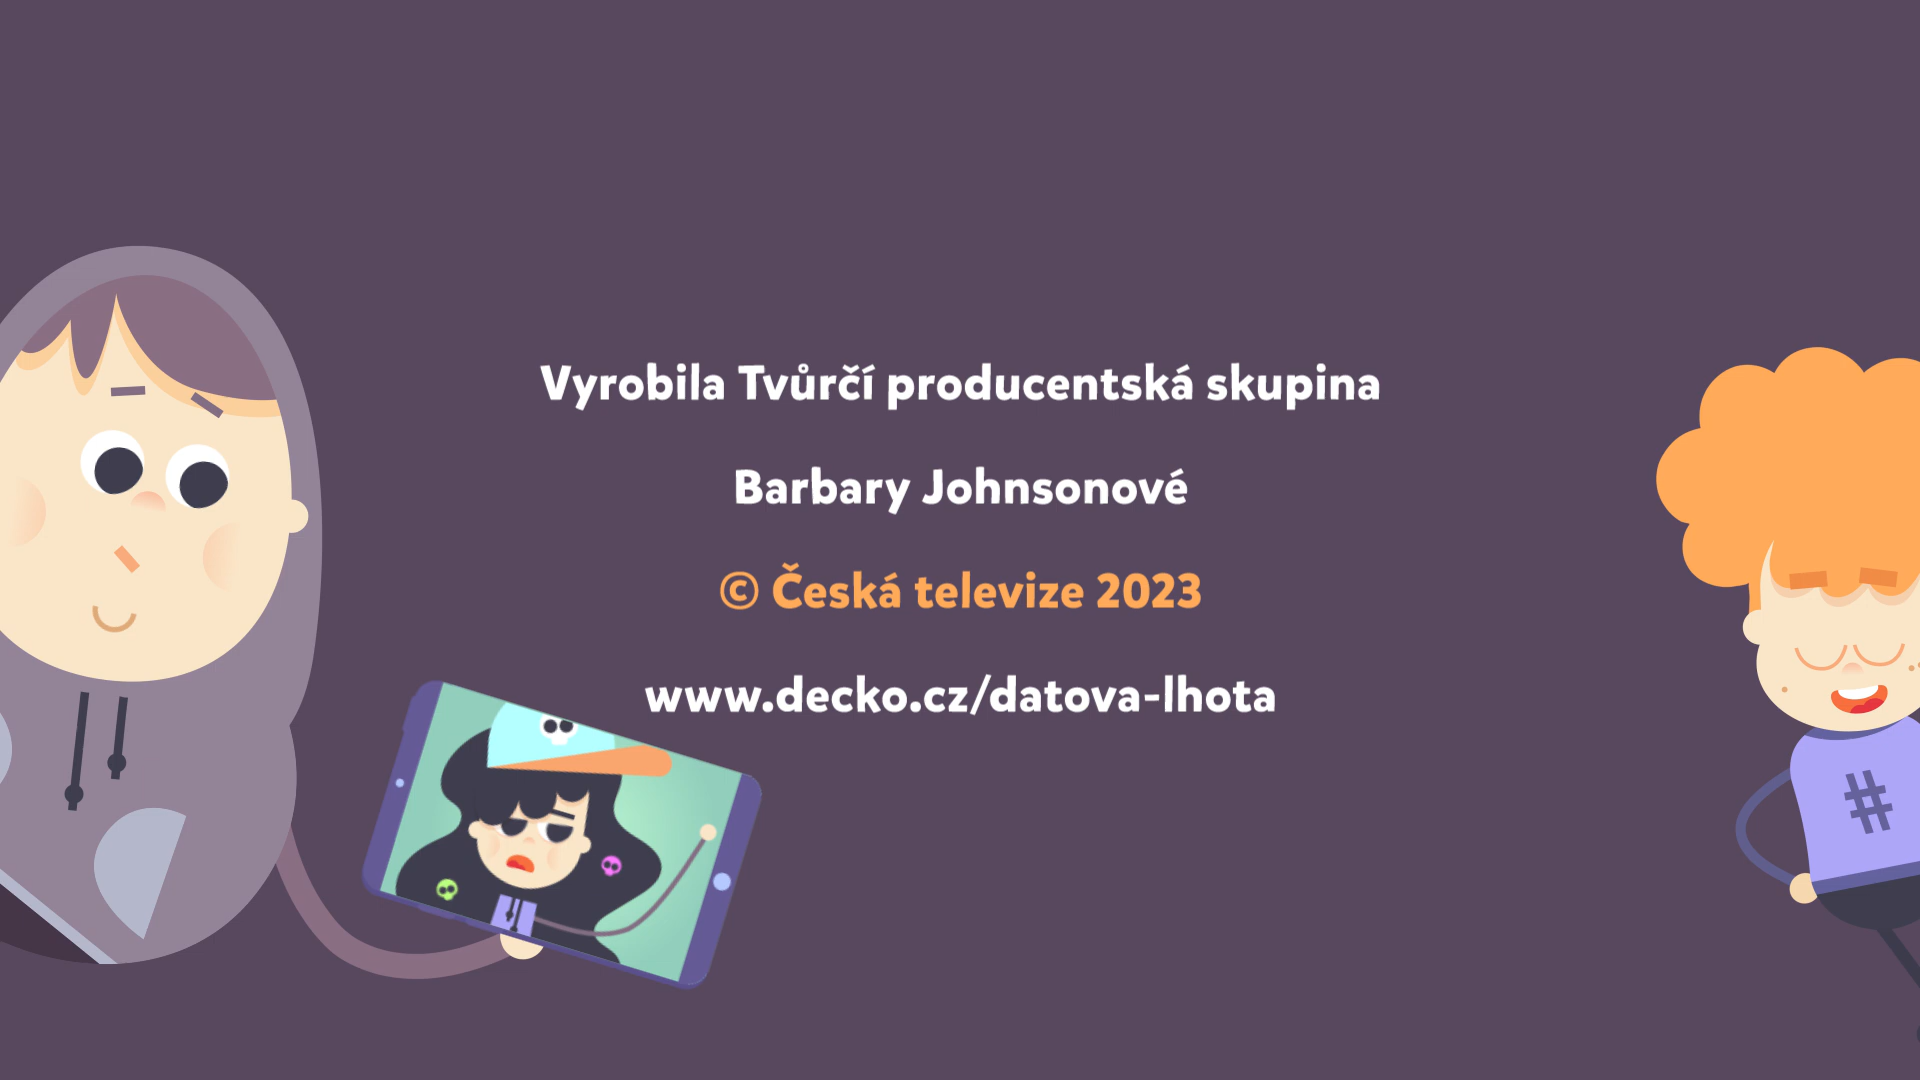 Vyrobila Tvůrčí producentská skupina
Barbary Johnsonové
© Česká televize 2023
www.decko.cz/datova-lhota
#